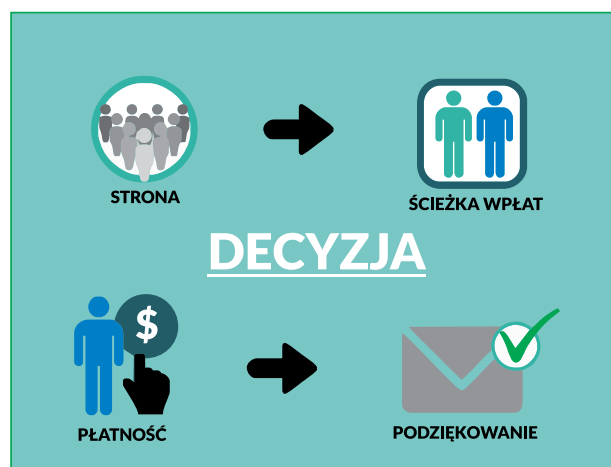 STRONA
ŚCIEŻKA WPŁAT
DECYZJA
$
PŁATNOŚĆ
PODZIĘKOWANIE